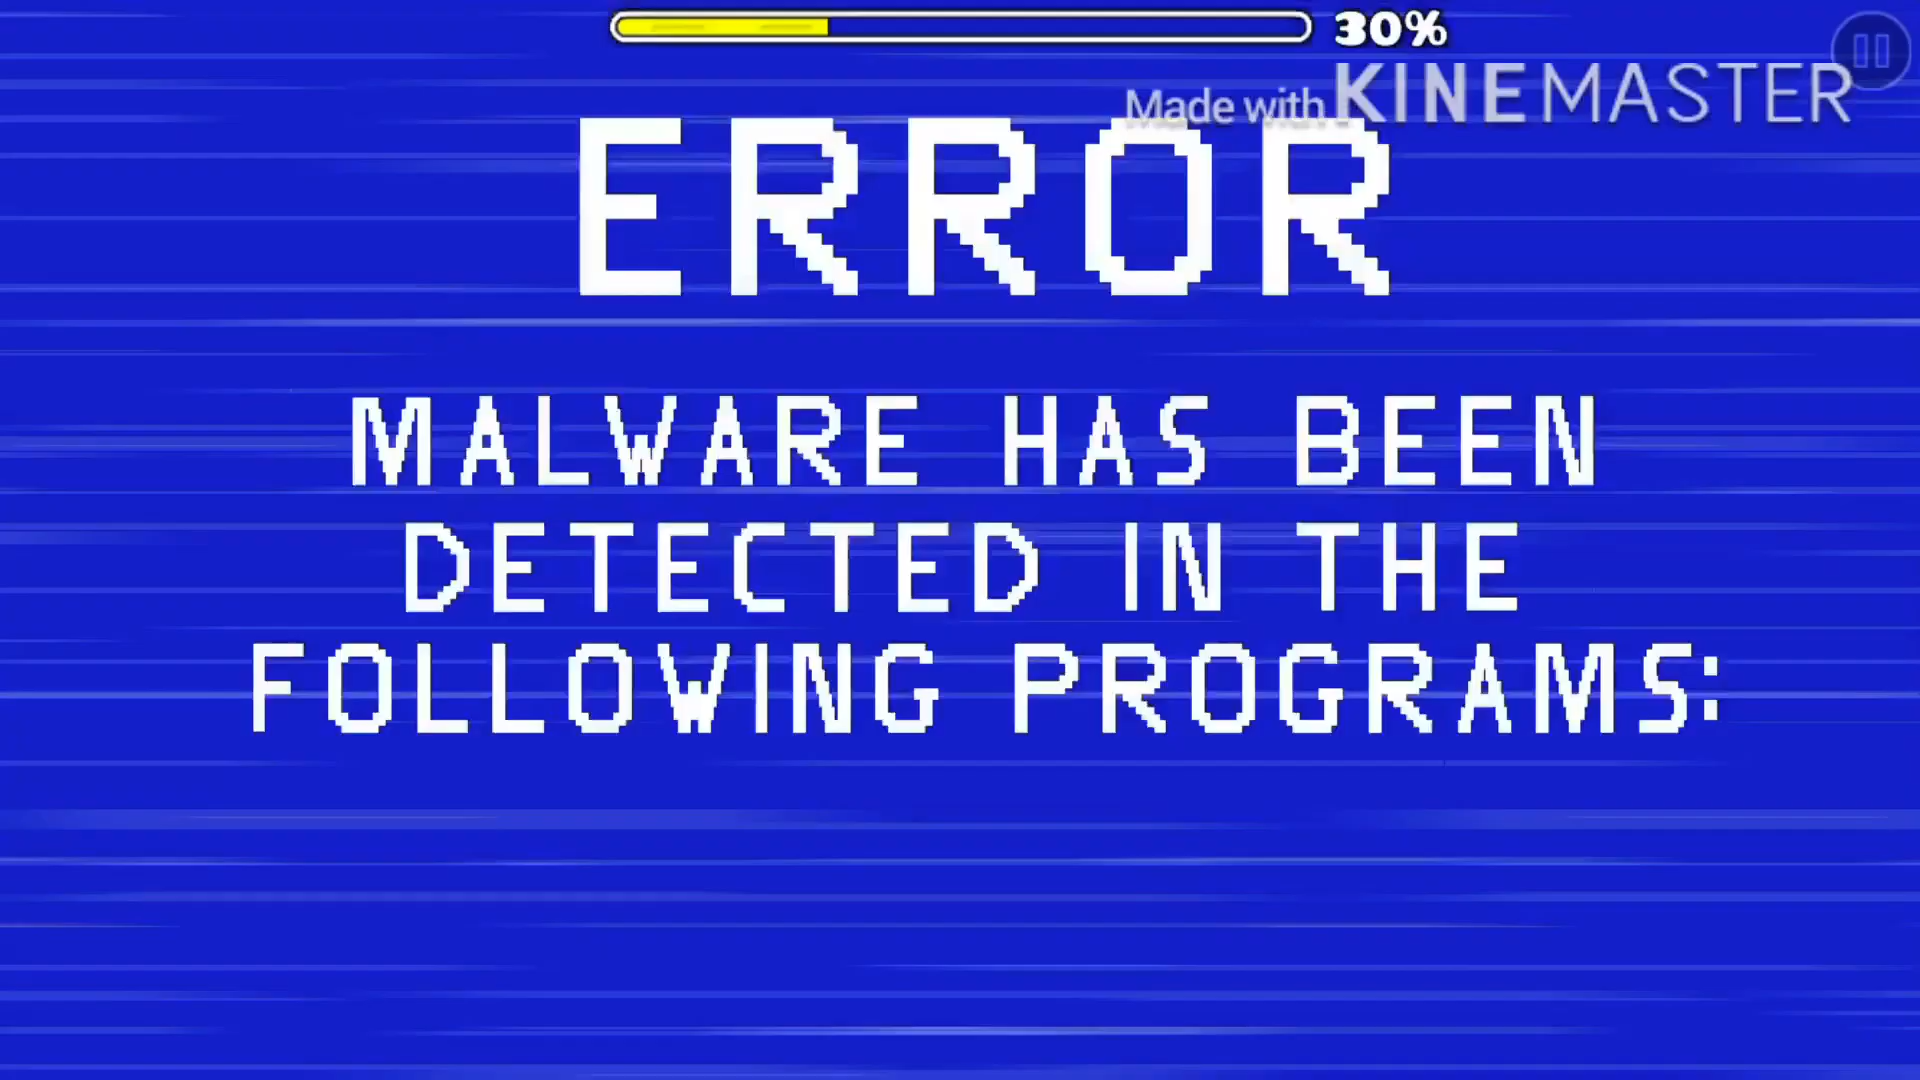 30%
Made with KINEMASTER
ERROR
MALWARE HAS BEEN
DETECTED IN THE
FOLLOWING PROGRAMS: